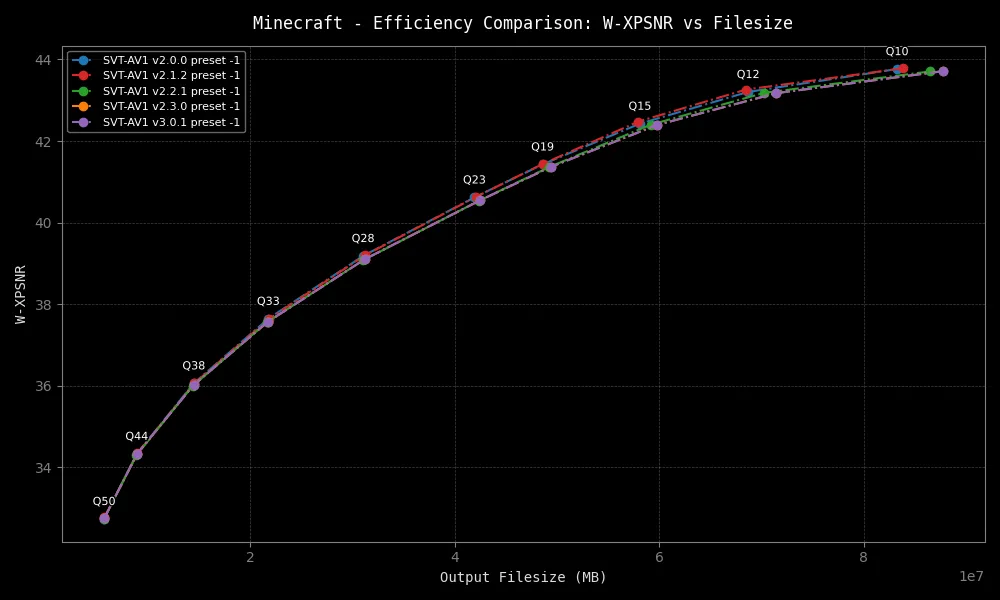 Minecraft - Efficiency Comparison: W-XPSNR vs Filesize
SVT-AV1 v2.0.0 preset -1
SVT-AV1 v2.1.2 preset -1
SVT-AV1 v2.2.1 preset -1
SVT-AV1 v2.3.0 preset -1
SVT-AV1 v3.0.1 preset -1
Q10
Q12
Q15
Q19
Q23
Q28
Q33
Q38
Q44
Q50
44
42
40
38
36
34
W-XPSNR
2 4 6 8
1e7
Output Filesize (MB)